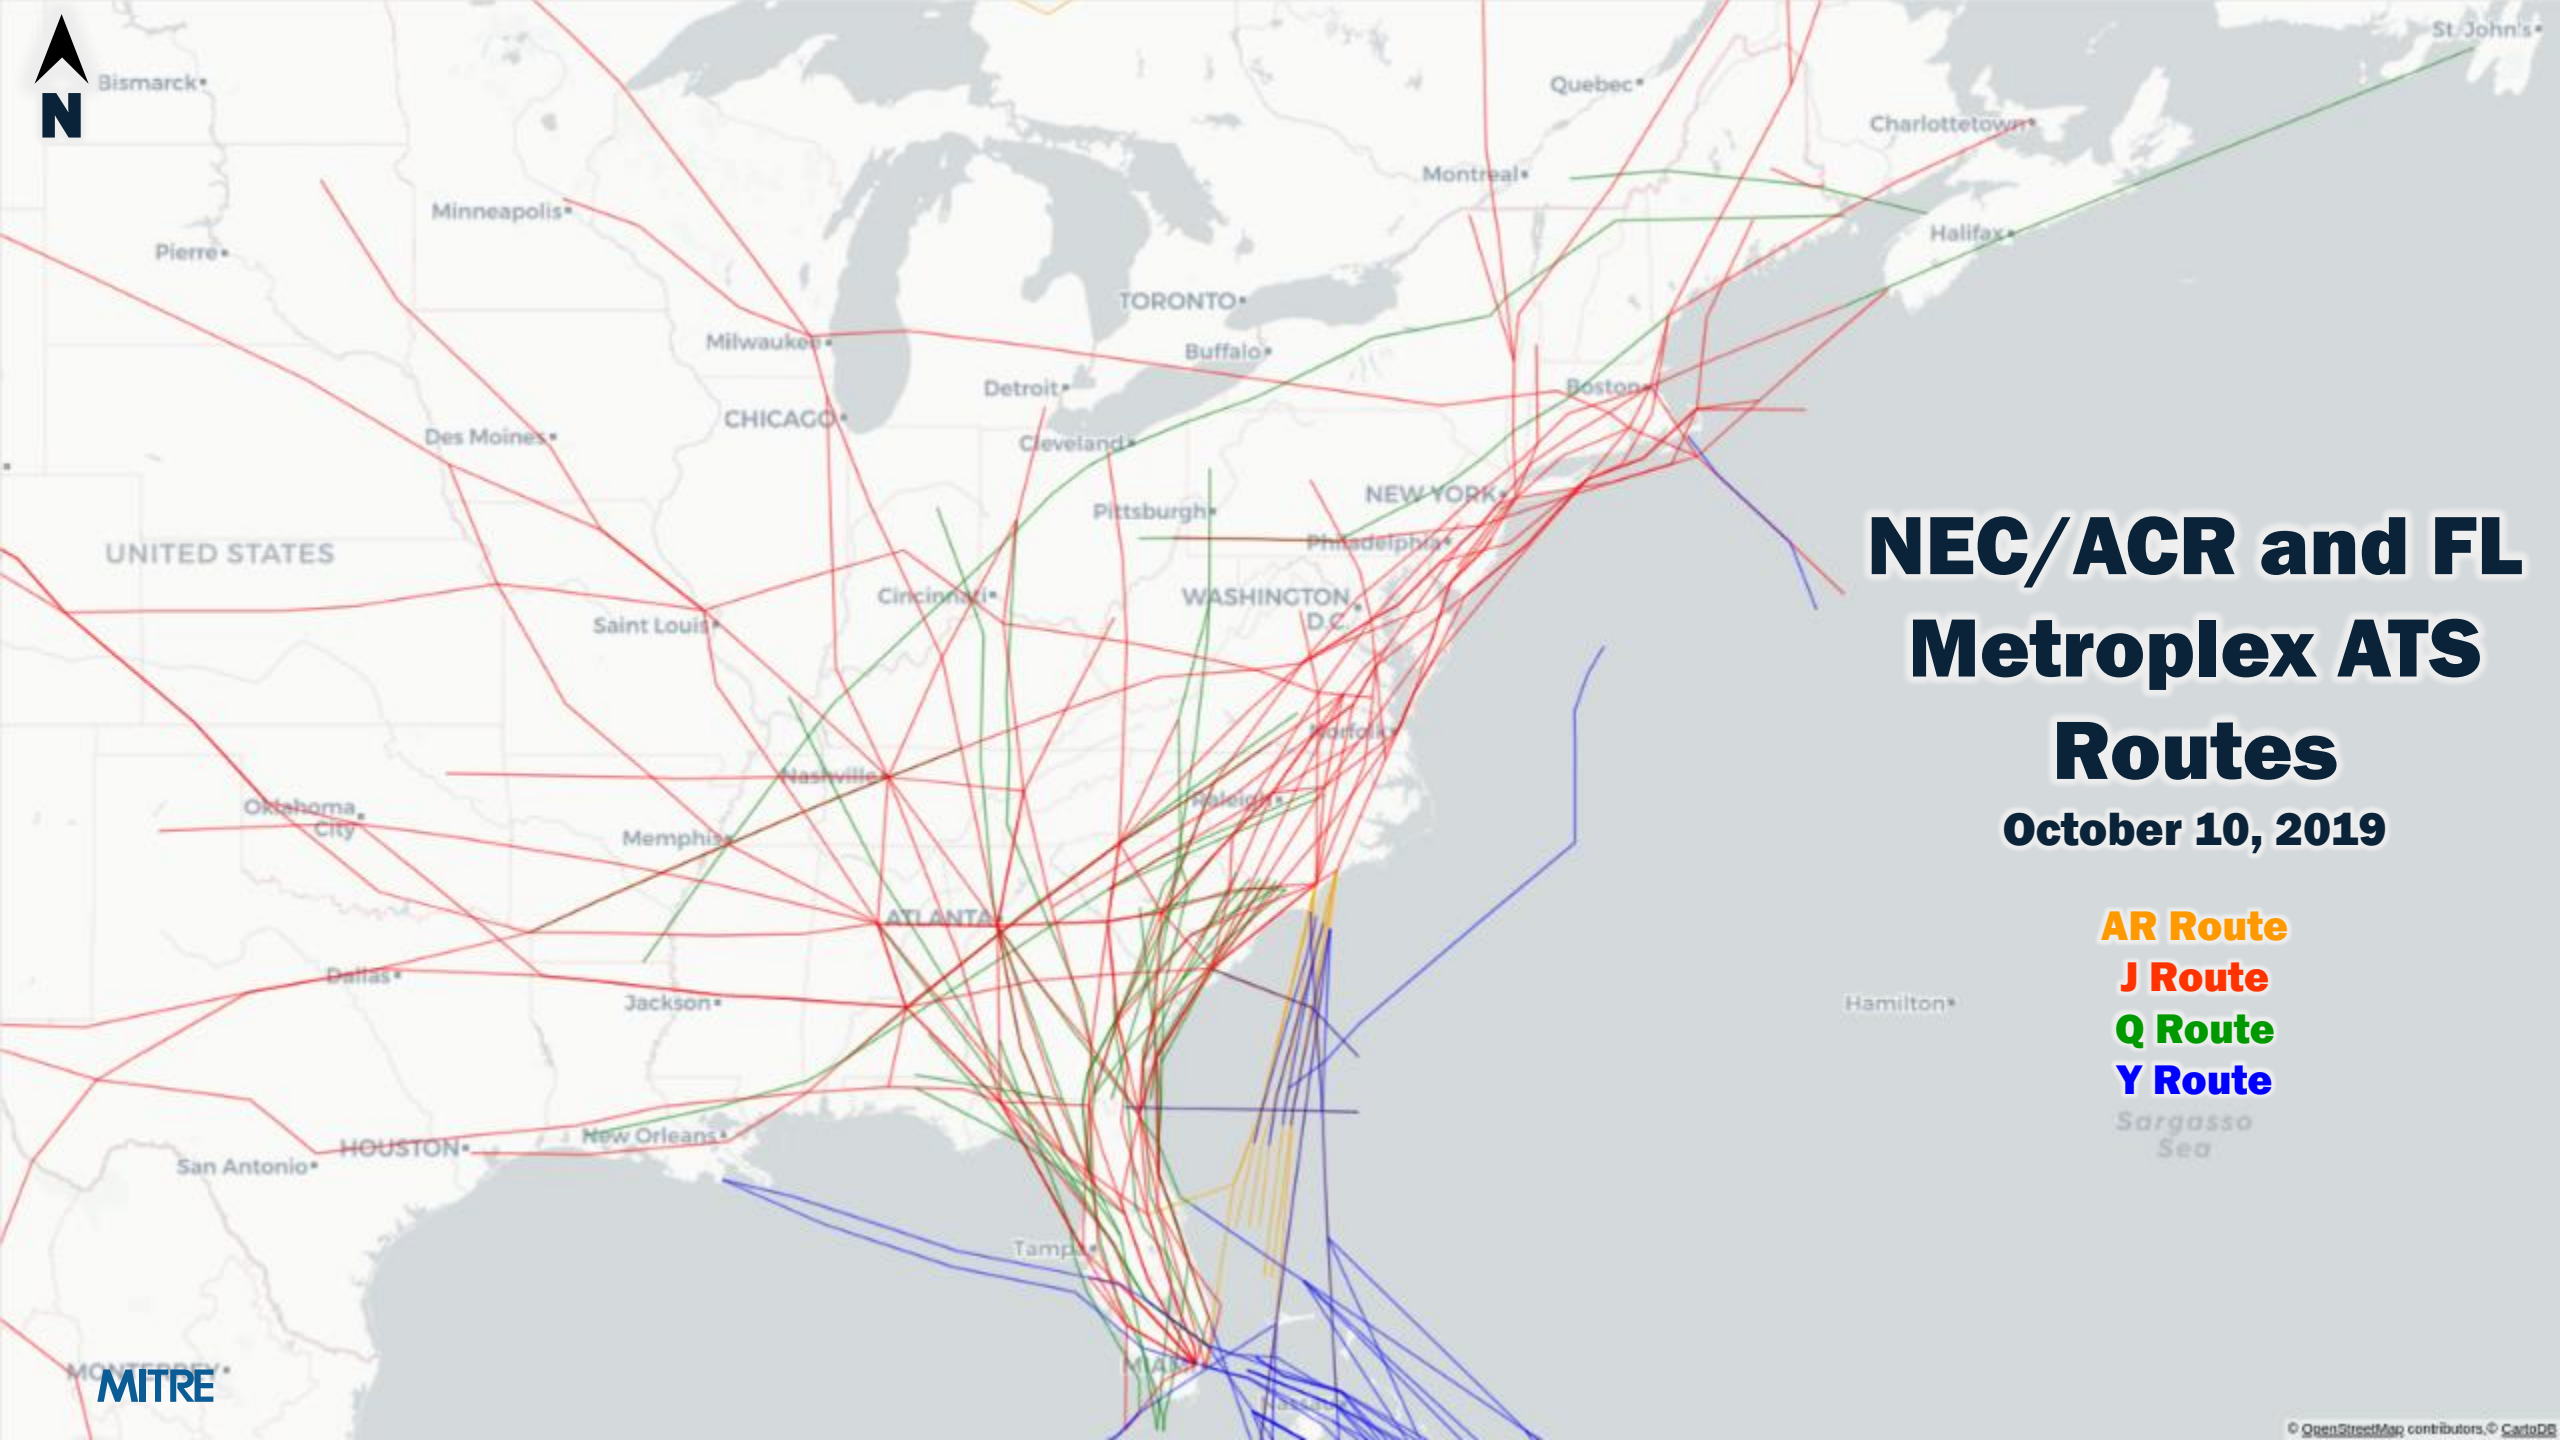 St. John's
Bismarck
N
Quebec
Charlottetown
Montreal
Minneapolis
Halifax
Pierre
TORONTO
Milwaukee
Buffalo
Detroit
Boston
CHICAGO
Des Moines
Cleveland
NEW YORK
Pittsburgh
UNITED STATES
Philadelphia
NEC/ACR and FL
Metroplex ATS
Routes
October 10, 2019
Cincinnati
WASHINGTON
D.C.
Saint Louis
Norfolk
Nashville
Raleigh
Oklahoma
City
Memphis
ATLANTA
AR Route
J Route
Q Route
Y Route
Dallas
Jackson
Hamilton
Sargasso
Sea
New Orleans
HOUSTON
San Antonio
Tampa
MIAMI
MONTERREY
MITRE
Nassau
© OpenStreetMap contributors,© CartoDB